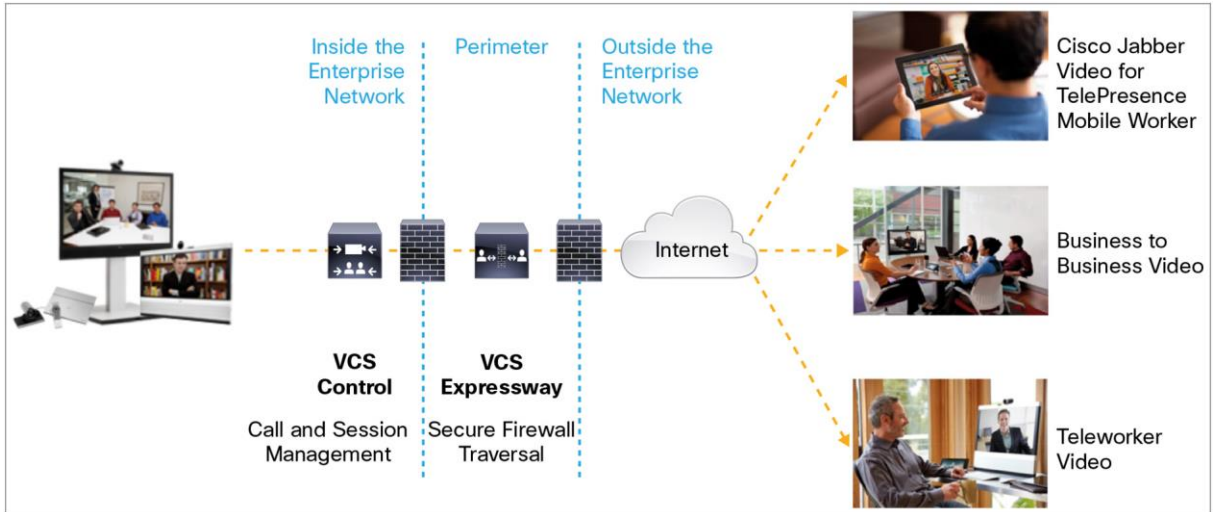 Inside the
Enterprise
Network
Perimeter
Outside the
Enterprise
Network
Internet
VCS
Control
Call and Session
Management
VCS
Expressway
Secure Firewall
Traversal
Cisco Jabber
Video for
TelePresence
Mobile Worker
Business to
Business Video
Teleworker
Video